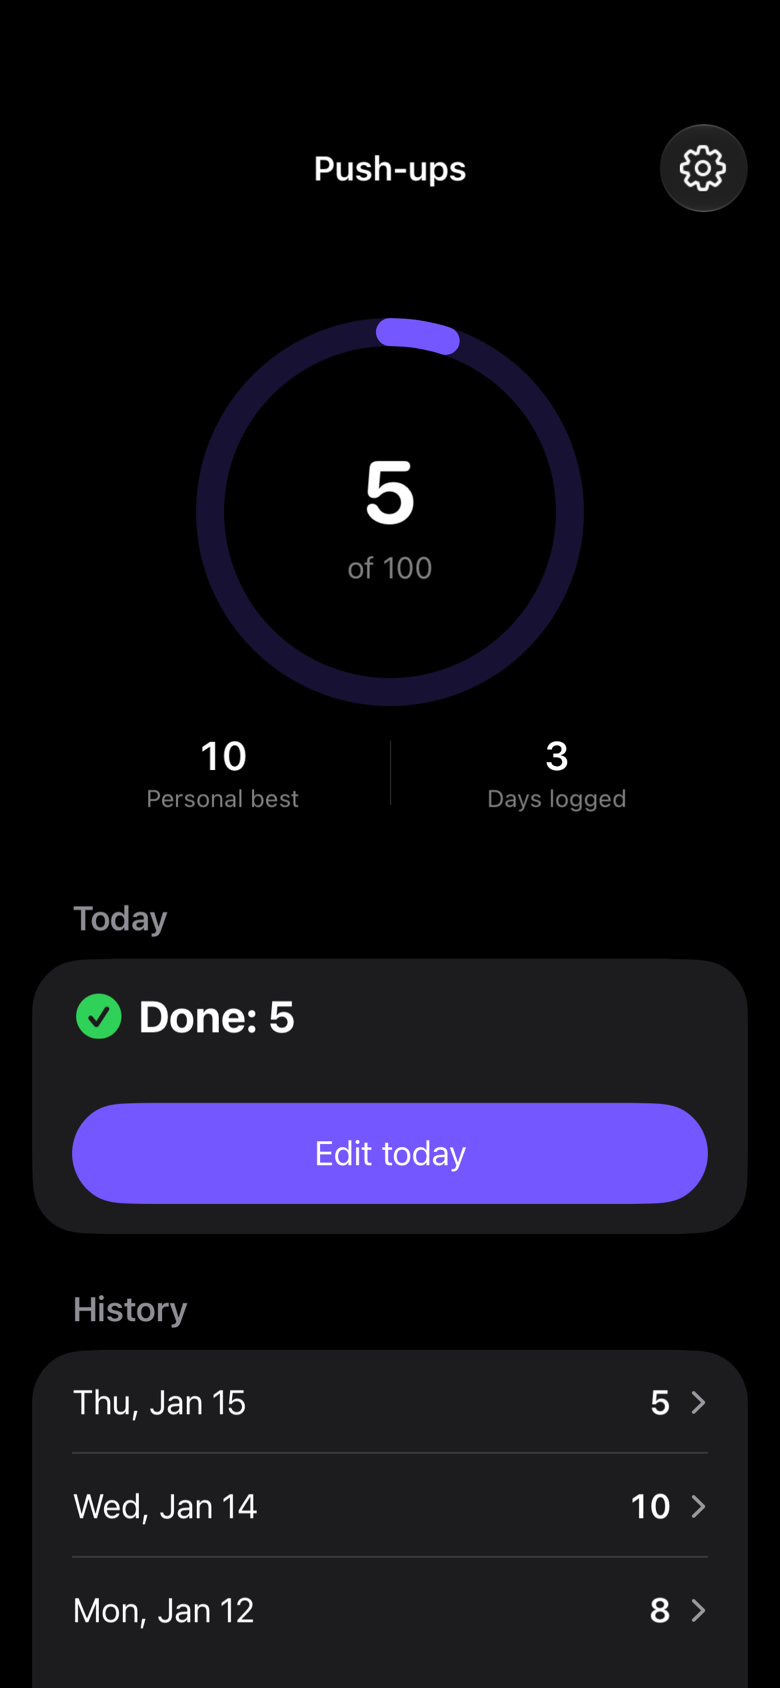 Push-ups
5
of 100
10
Personal best
3
Days logged
Today
Done: 5
Edit today
History
Thu, Jan 15 5
Wed, Jan 14 10
Mon, Jan 12 8